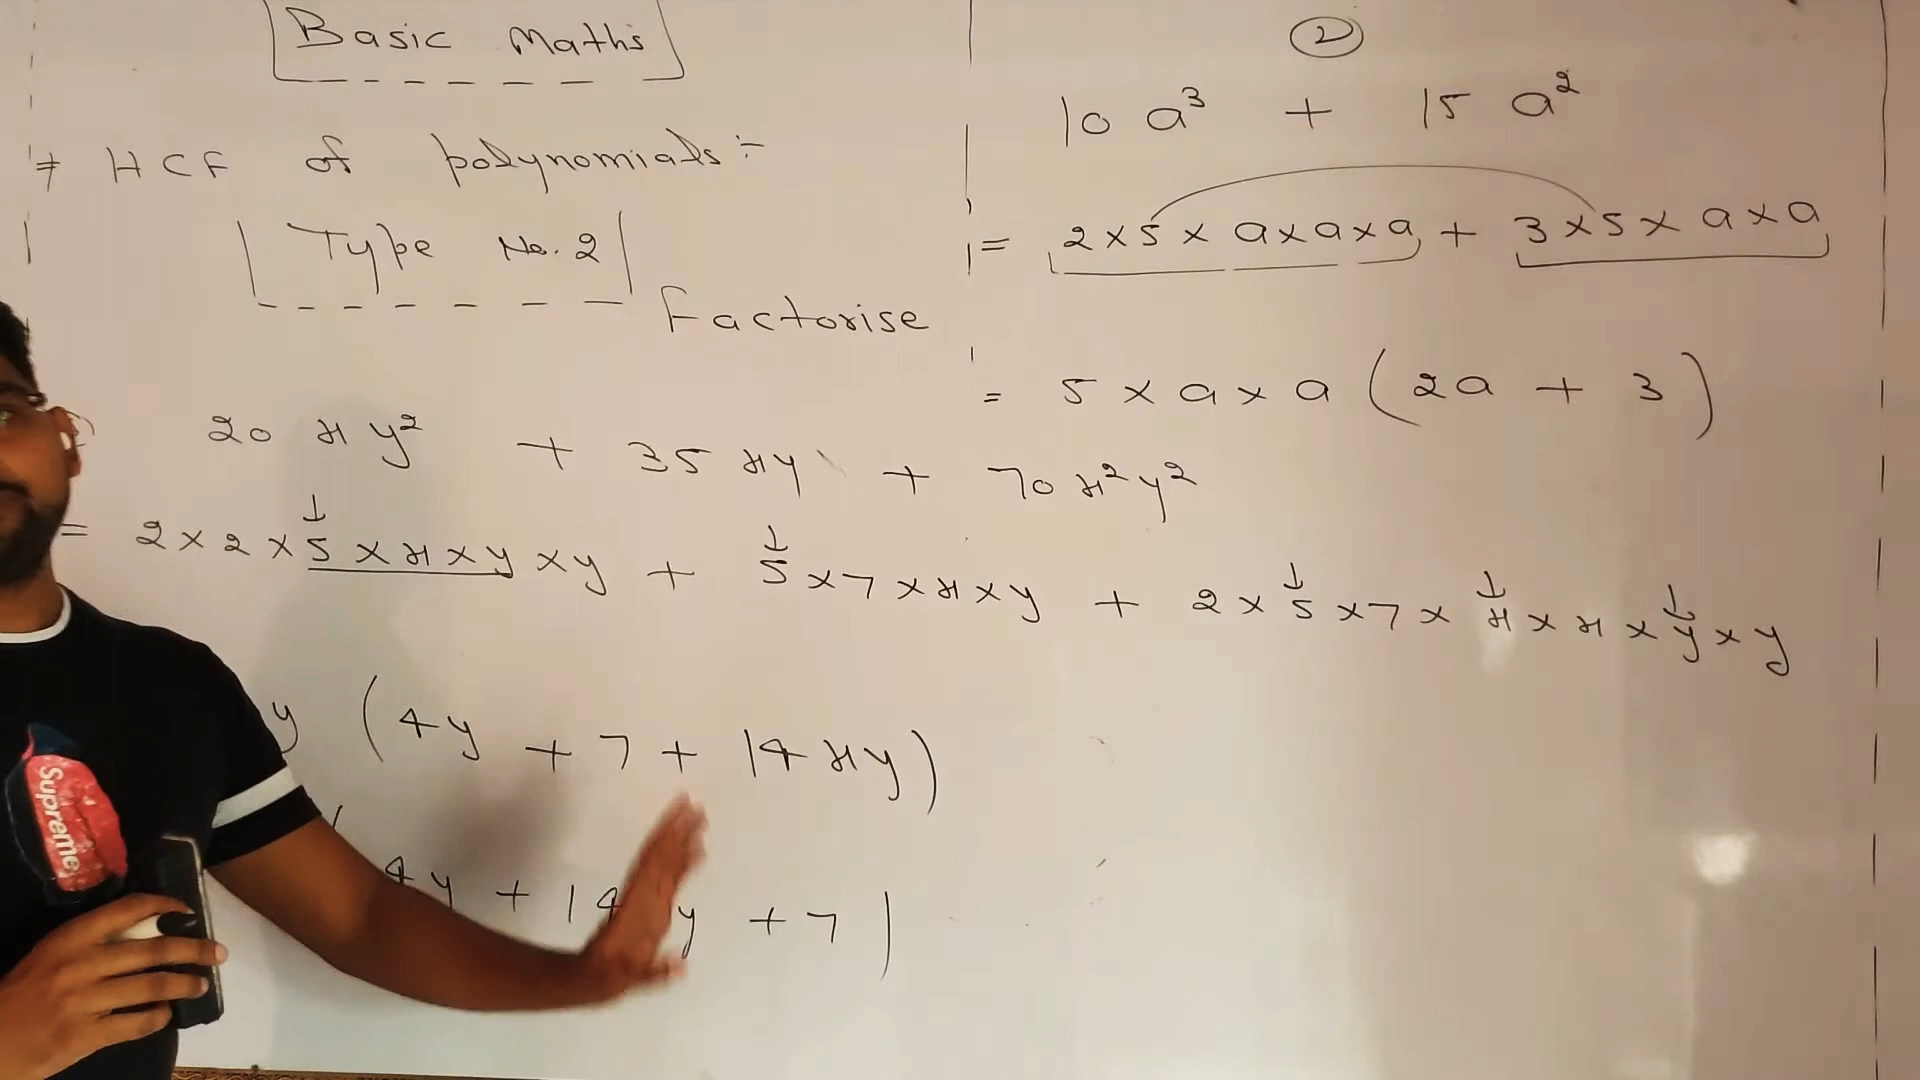 Basic Maths
⇒ HCF of polynomials :-
Type No. 2
Factorise
20 x y² + 35 xy + 70 x² y²
= 2 × 2 × 5 × x × y × y + 5 × 7 × x × y + 2 × 5 × 7 × x × x × y × y
y (4y + 7 + 14 xy)
4y + 14 y + 7)
②
10 a³ + 15 a²
= 2 × 5 × a × a × a + 3 × 5 × a × a
= 5 × a × a (2a + 3)
Supreme